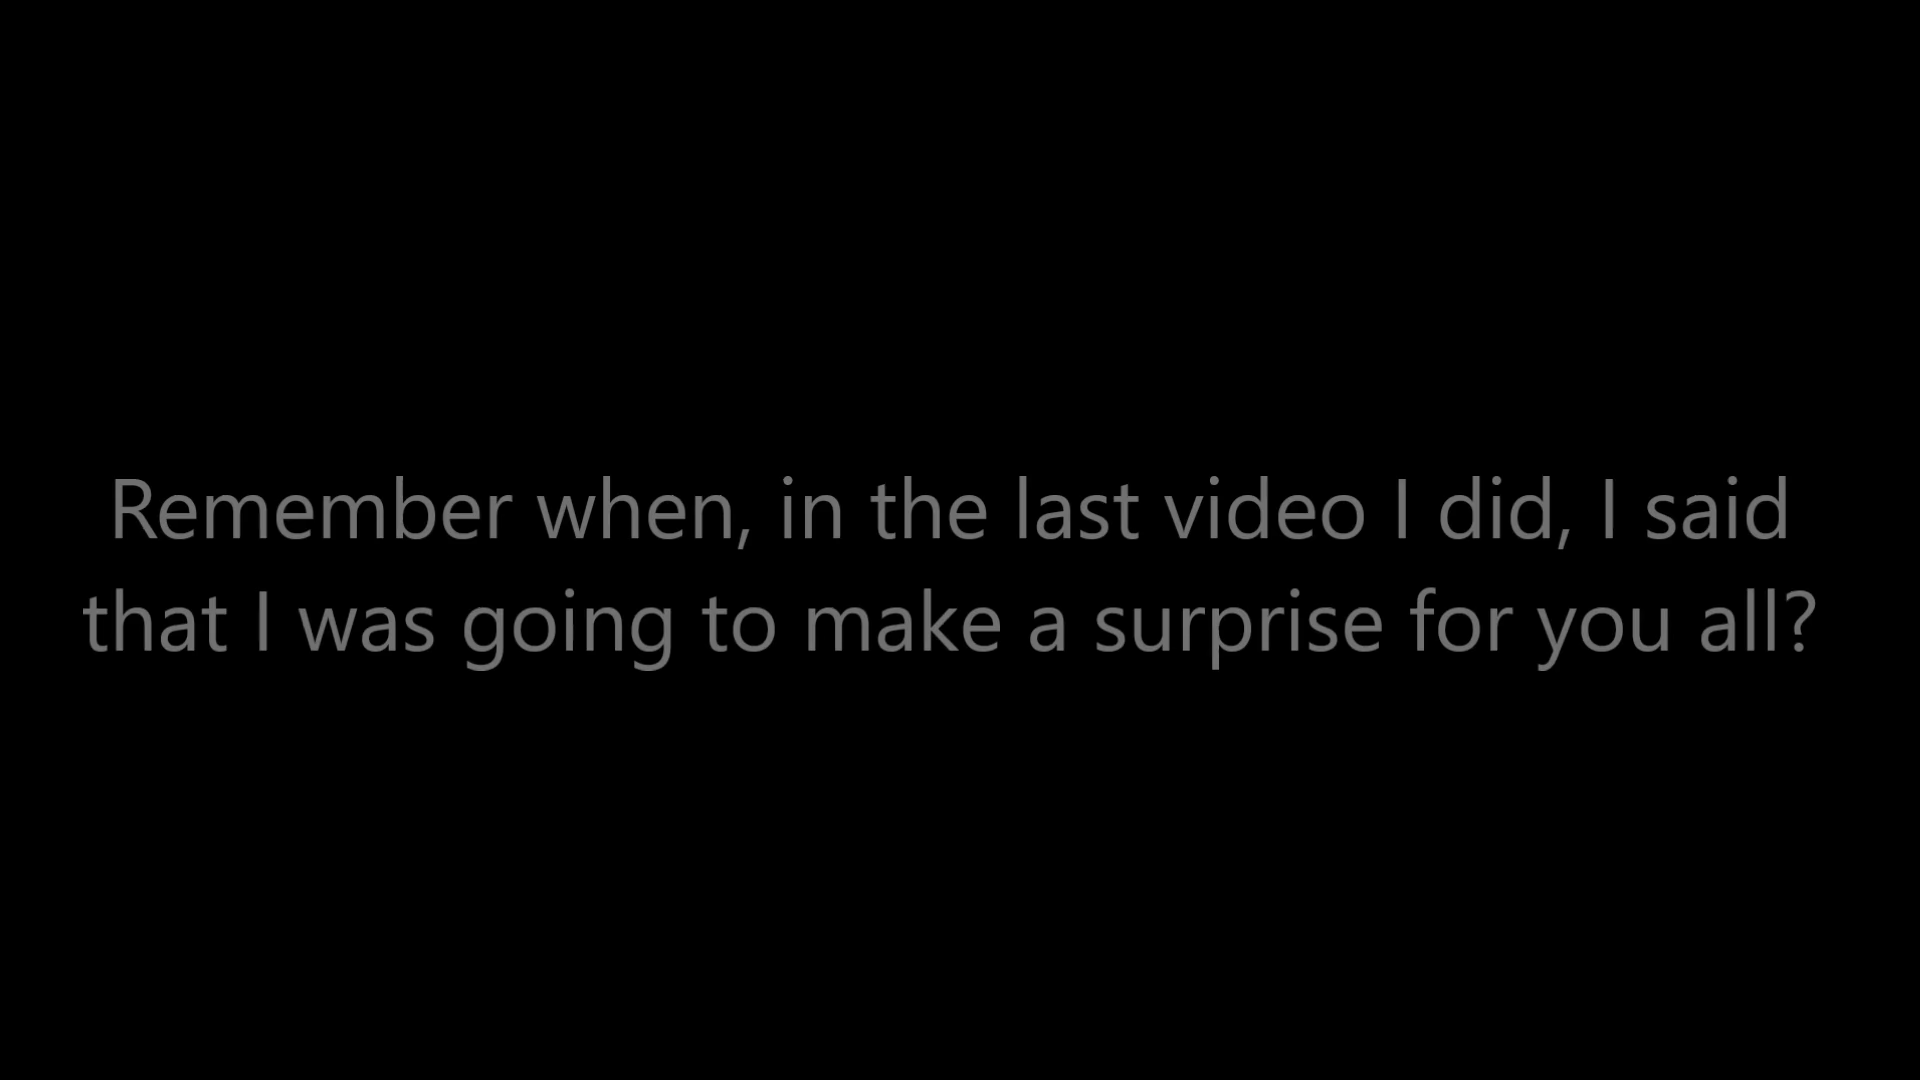 Remember when, in the last video I did, I said
that I was going to make a surprise for you all?